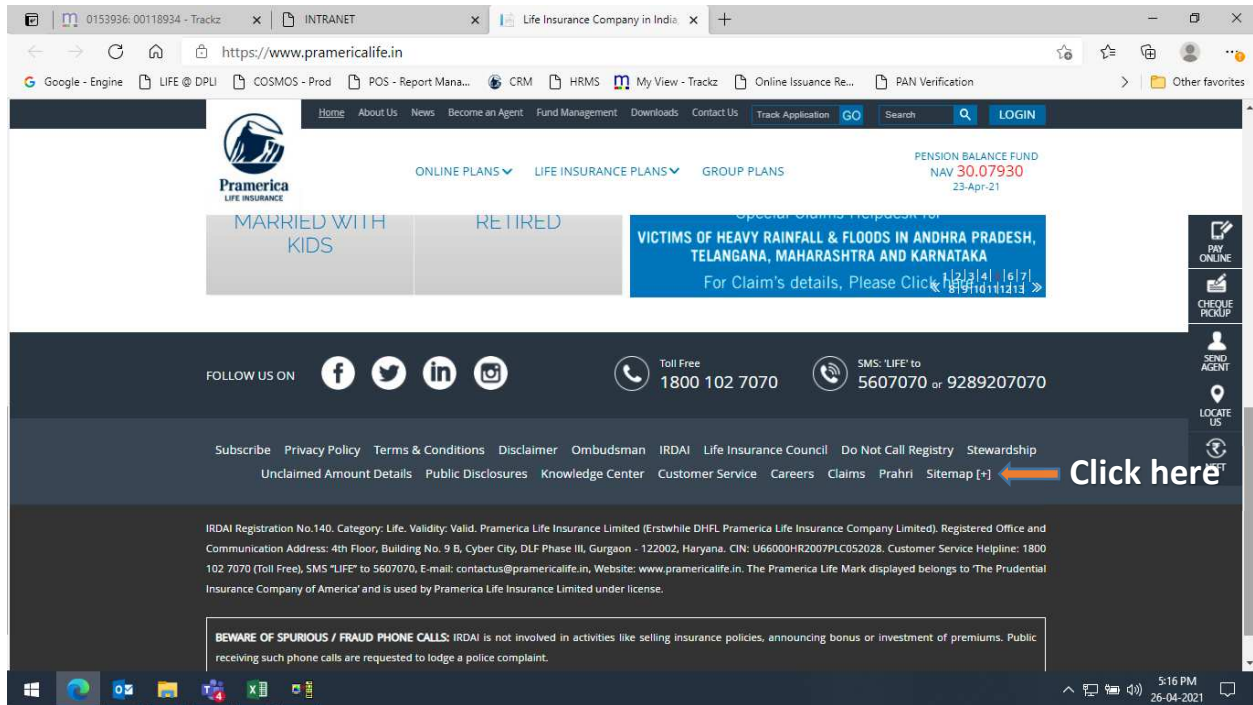 0153936: 00118934 - Trackz
INTRANET
Life Insurance Company in India
https://www.pramericalife.in
Google - Engine LIFE @ DPLI COSMOS - Prod POS - Report Mana... CRM HRMS My View - Trackz Online Issuance Re... PAN Verification Other favorites
Home About Us News Become an Agent Fund Management Downloads Contact Us Track Application GO Search LOGIN
Pramerica
LIFE INSURANCE
ONLINE PLANS LIFE INSURANCE PLANS GROUP PLANS
PENSION BALANCE FUND
NAV 30.07930
23-Apr-21
MARRIED WITH
KIDS
RETIRED
Special Claims Helpdesk for
VICTIMS OF HEAVY RAINFALL & FLOODS IN ANDHRA PRADESH,
TELANGANA, MAHARASHTRA AND KARNATAKA
For Claim's details, Please Click
PAY
ONLINE
CHEQUE
PICKUP
SEND
AGENT
LOCATE
US
FOLLOW US ON
Toll Free
1800 102 7070
SMS: 'LIFE' to
5607070 or 9289207070
Subscribe Privacy Policy Terms & Conditions Disclaimer Ombudsman IRDAI Life Insurance Council Do Not Call Registry Stewardship
Unclaimed Amount Details Public Disclosures Knowledge Center Customer Service Careers Claims Prahri Sitemap [+]
Click here
IRDAI Registration No.140. Category: Life. Validity: Valid. Pramerica Life Insurance Limited (Erstwhile DHFL Pramerica Life Insurance Company Limited). Registered Office and
Communication Address: 4th Floor, Building No. 9 B, Cyber City, DLF Phase III, Gurgaon - 122002, Haryana. CIN: U66000HR2007PLC052028. Customer Service Helpline: 1800
102 7070 (Toll Free), SMS "LIFE" to 5607070, E-mail: contactus@pramericalife.in, Website: www.pramericalife.in. The Pramerica Life Mark displayed belongs to 'The Prudential
Insurance Company of America' and is used by Pramerica Life Insurance Limited under license.
BEWARE OF SPURIOUS / FRAUD PHONE CALLS: IRDAI is not involved in activities like selling insurance policies, announcing bonus or investment of premiums. Public
receiving such phone calls are requested to lodge a police complaint.
5:16 PM
26-04-2021